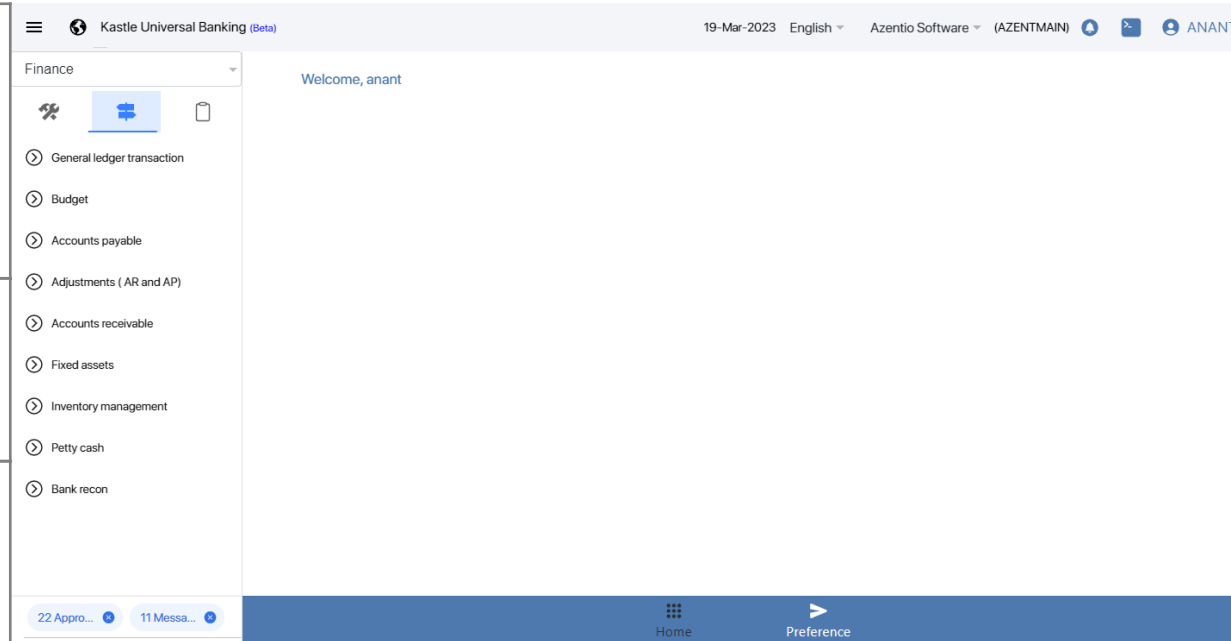 Kastle Universal Banking (Beta) 19-Mar-2023 English Azentio Software (AZENTMAIN) ANANT
Finance
Welcome, anant
General ledger transaction
Budget
Accounts payable
Adjustments ( AR and AP)
Accounts receivable
Fixed assets
Inventory management
Petty cash
Bank recon
22 Appro... 11 Messa...
Home Preference